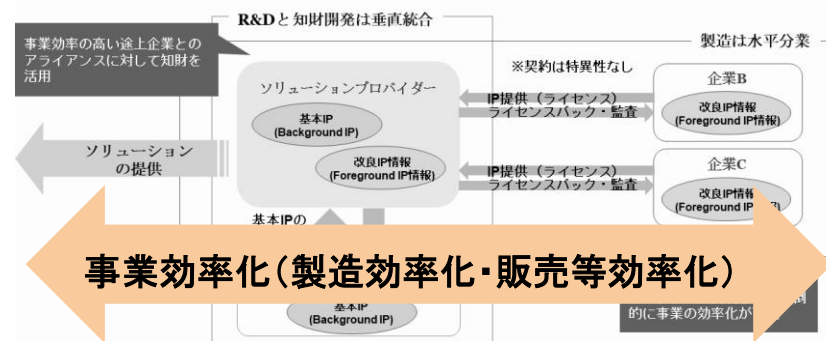 R&Dと知財開発は垂直統合
事業効率の高い途上企業との
アライアンスに対して知財を
活用
製造は水平分業
※契約は特異性なし
ソリューションプロバイダー
基本IP
(Background IP)
改良IP情報
(Foreground IP情報)
IP提供(ライセンス)
ライセンスバック・監査
企業B
改良IP情報
(Foreground IP情報)
ソリューション
の提供
IP提供(ライセンス)
ライセンスバック・監査
企業C
改良IP情報
(Foreground IP
基本IPの
事業効率化(製造効率化・販売等効率化)
基本IP
(Background IP)
的に事業の効率化が